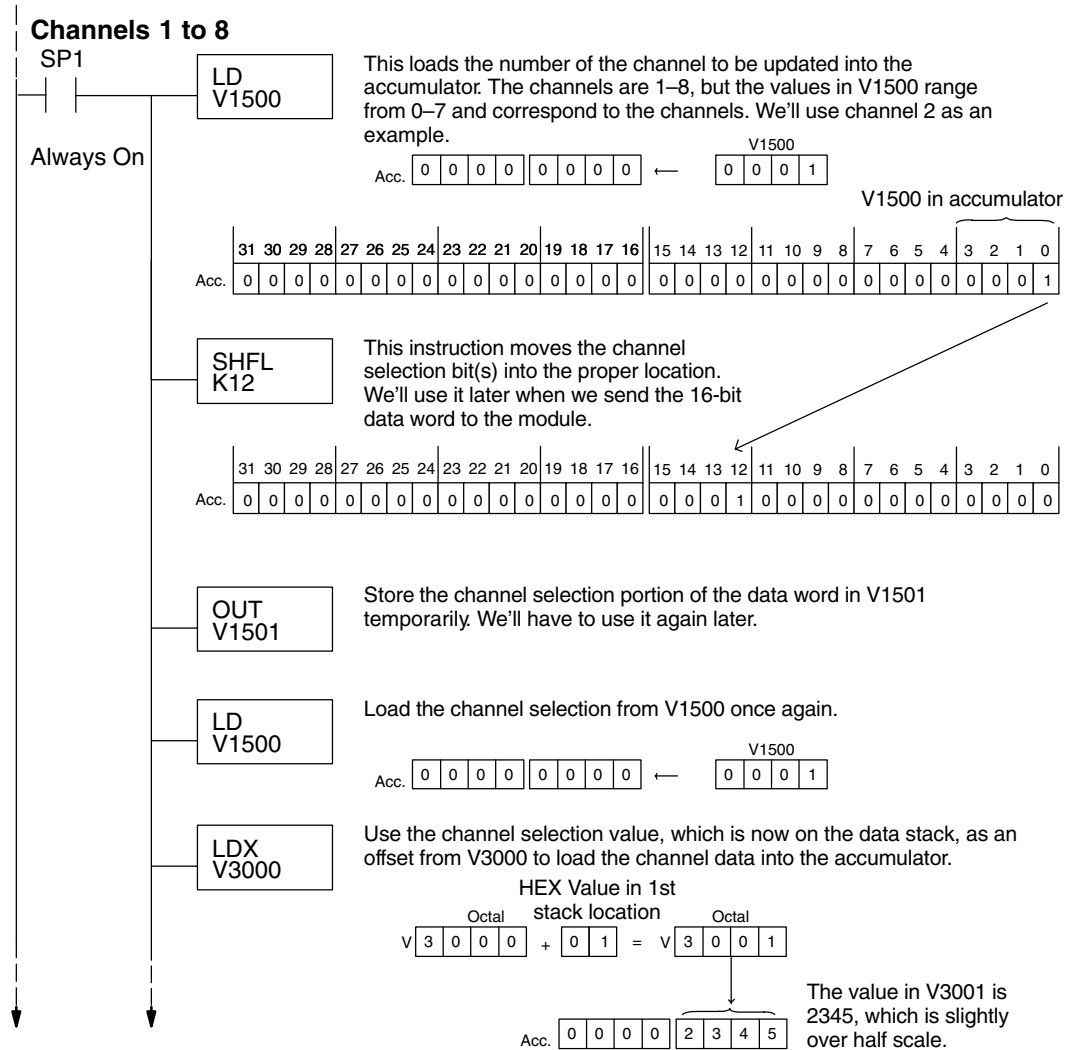 Channels 1 to 8
SP1
Always On
LD
V1500
This loads the number of the channel to be updated into the
accumulator. The channels are 1–8, but the values in V1500 range
from 0–7 and correspond to the channels. We'll use channel 2 as an
example.
V1500
Acc. 0 0 0 0 0 0 0 0 ← 0 0 0 1
V1500 in accumulator
31 30 29 28 27 26 25 24 23 22 21 20 19 18 17 16 15 14 13 12 11 10 9 8 7 6 5 4 3 2 1 0
Acc. 0 0 0 0 0 0 0 0 0 0 0 0 0 0 0 0 0 0 0 0 0 0 0 0 0 0 0 0 0 0 0 1
SHFL
K12
This instruction moves the channel
selection bit(s) into the proper location.
We'll use it later when we send the 16-bit
data word to the module.
31 30 29 28 27 26 25 24 23 22 21 20 19 18 17 16 15 14 13 12 11 10 9 8 7 6 5 4 3 2 1 0
Acc. 0 0 0 0 0 0 0 0 0 0 0 0 0 0 0 0 0 0 0 1 0 0 0 0 0 0 0 0 0 0 0 0
OUT
V1501
Store the channel selection portion of the data word in V1501
temporarily. We'll have to use it again later.
LD
V1500
Load the channel selection from V1500 once again.
V1500
Acc. 0 0 0 0 0 0 0 0 ← 0 0 0 1
LDX
V3000
Use the channel selection value, which is now on the data stack, as an
offset from V3000 to load the channel data into the accumulator.
HEX Value in 1st
stack location
Octal Octal
V 3 0 0 0 + 0 1 = V 3 0 0 1
Acc. 0 0 0 0 2 3 4 5
The value in V3001 is
2345, which is slightly
over half scale.